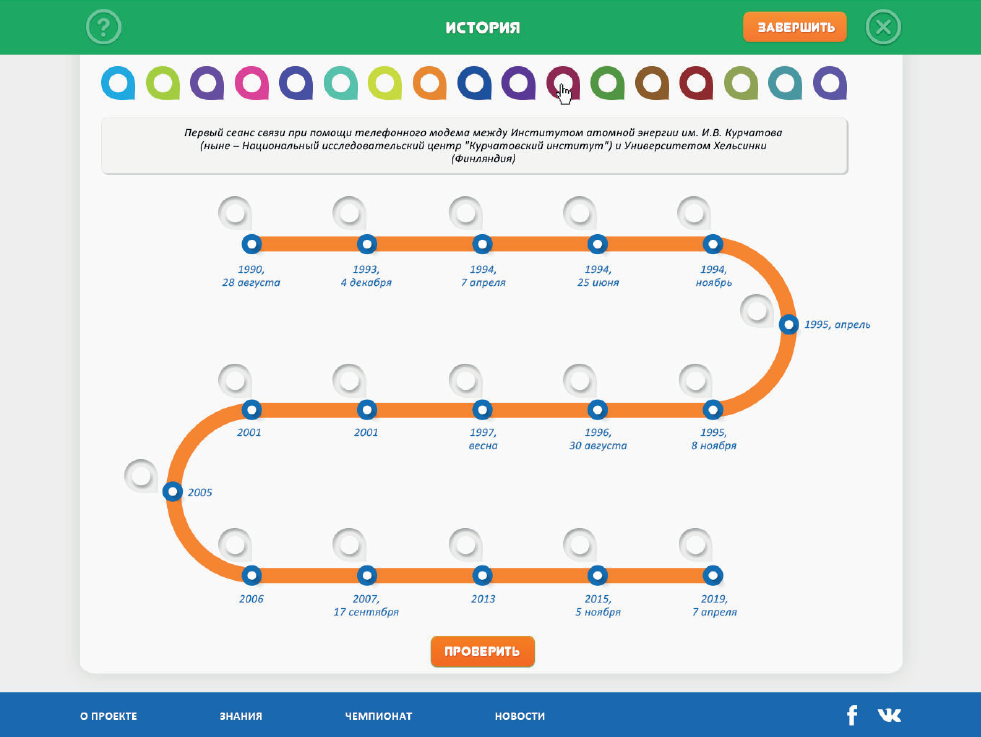 ?
ИСТОРИЯ
ЗАВЕРШИТЬ
Первый сеанс связи при помощи телефонного модема между Институтом атомной энергии им. И.В. Курчатова
(ныне – Национальный исследовательский центр "Курчатовский институт") и Университетом Хельсинки
(Финляндия)
1990,
28 августа
1993,
4 декабря
1994,
7 апреля
1994,
25 июня
1994,
ноябрь
1995, апрель
2001
2001
1997,
весна
1996,
30 августа
1995,
8 ноября
2005
2006
2007,
17 сентября
2013
2015,
5 ноября
2019,
7 апреля
ПРОВЕРИТЬ
О ПРОЕКТЕ
ЗНАНИЯ
ЧЕМПИОНАТ
НОВОСТИ